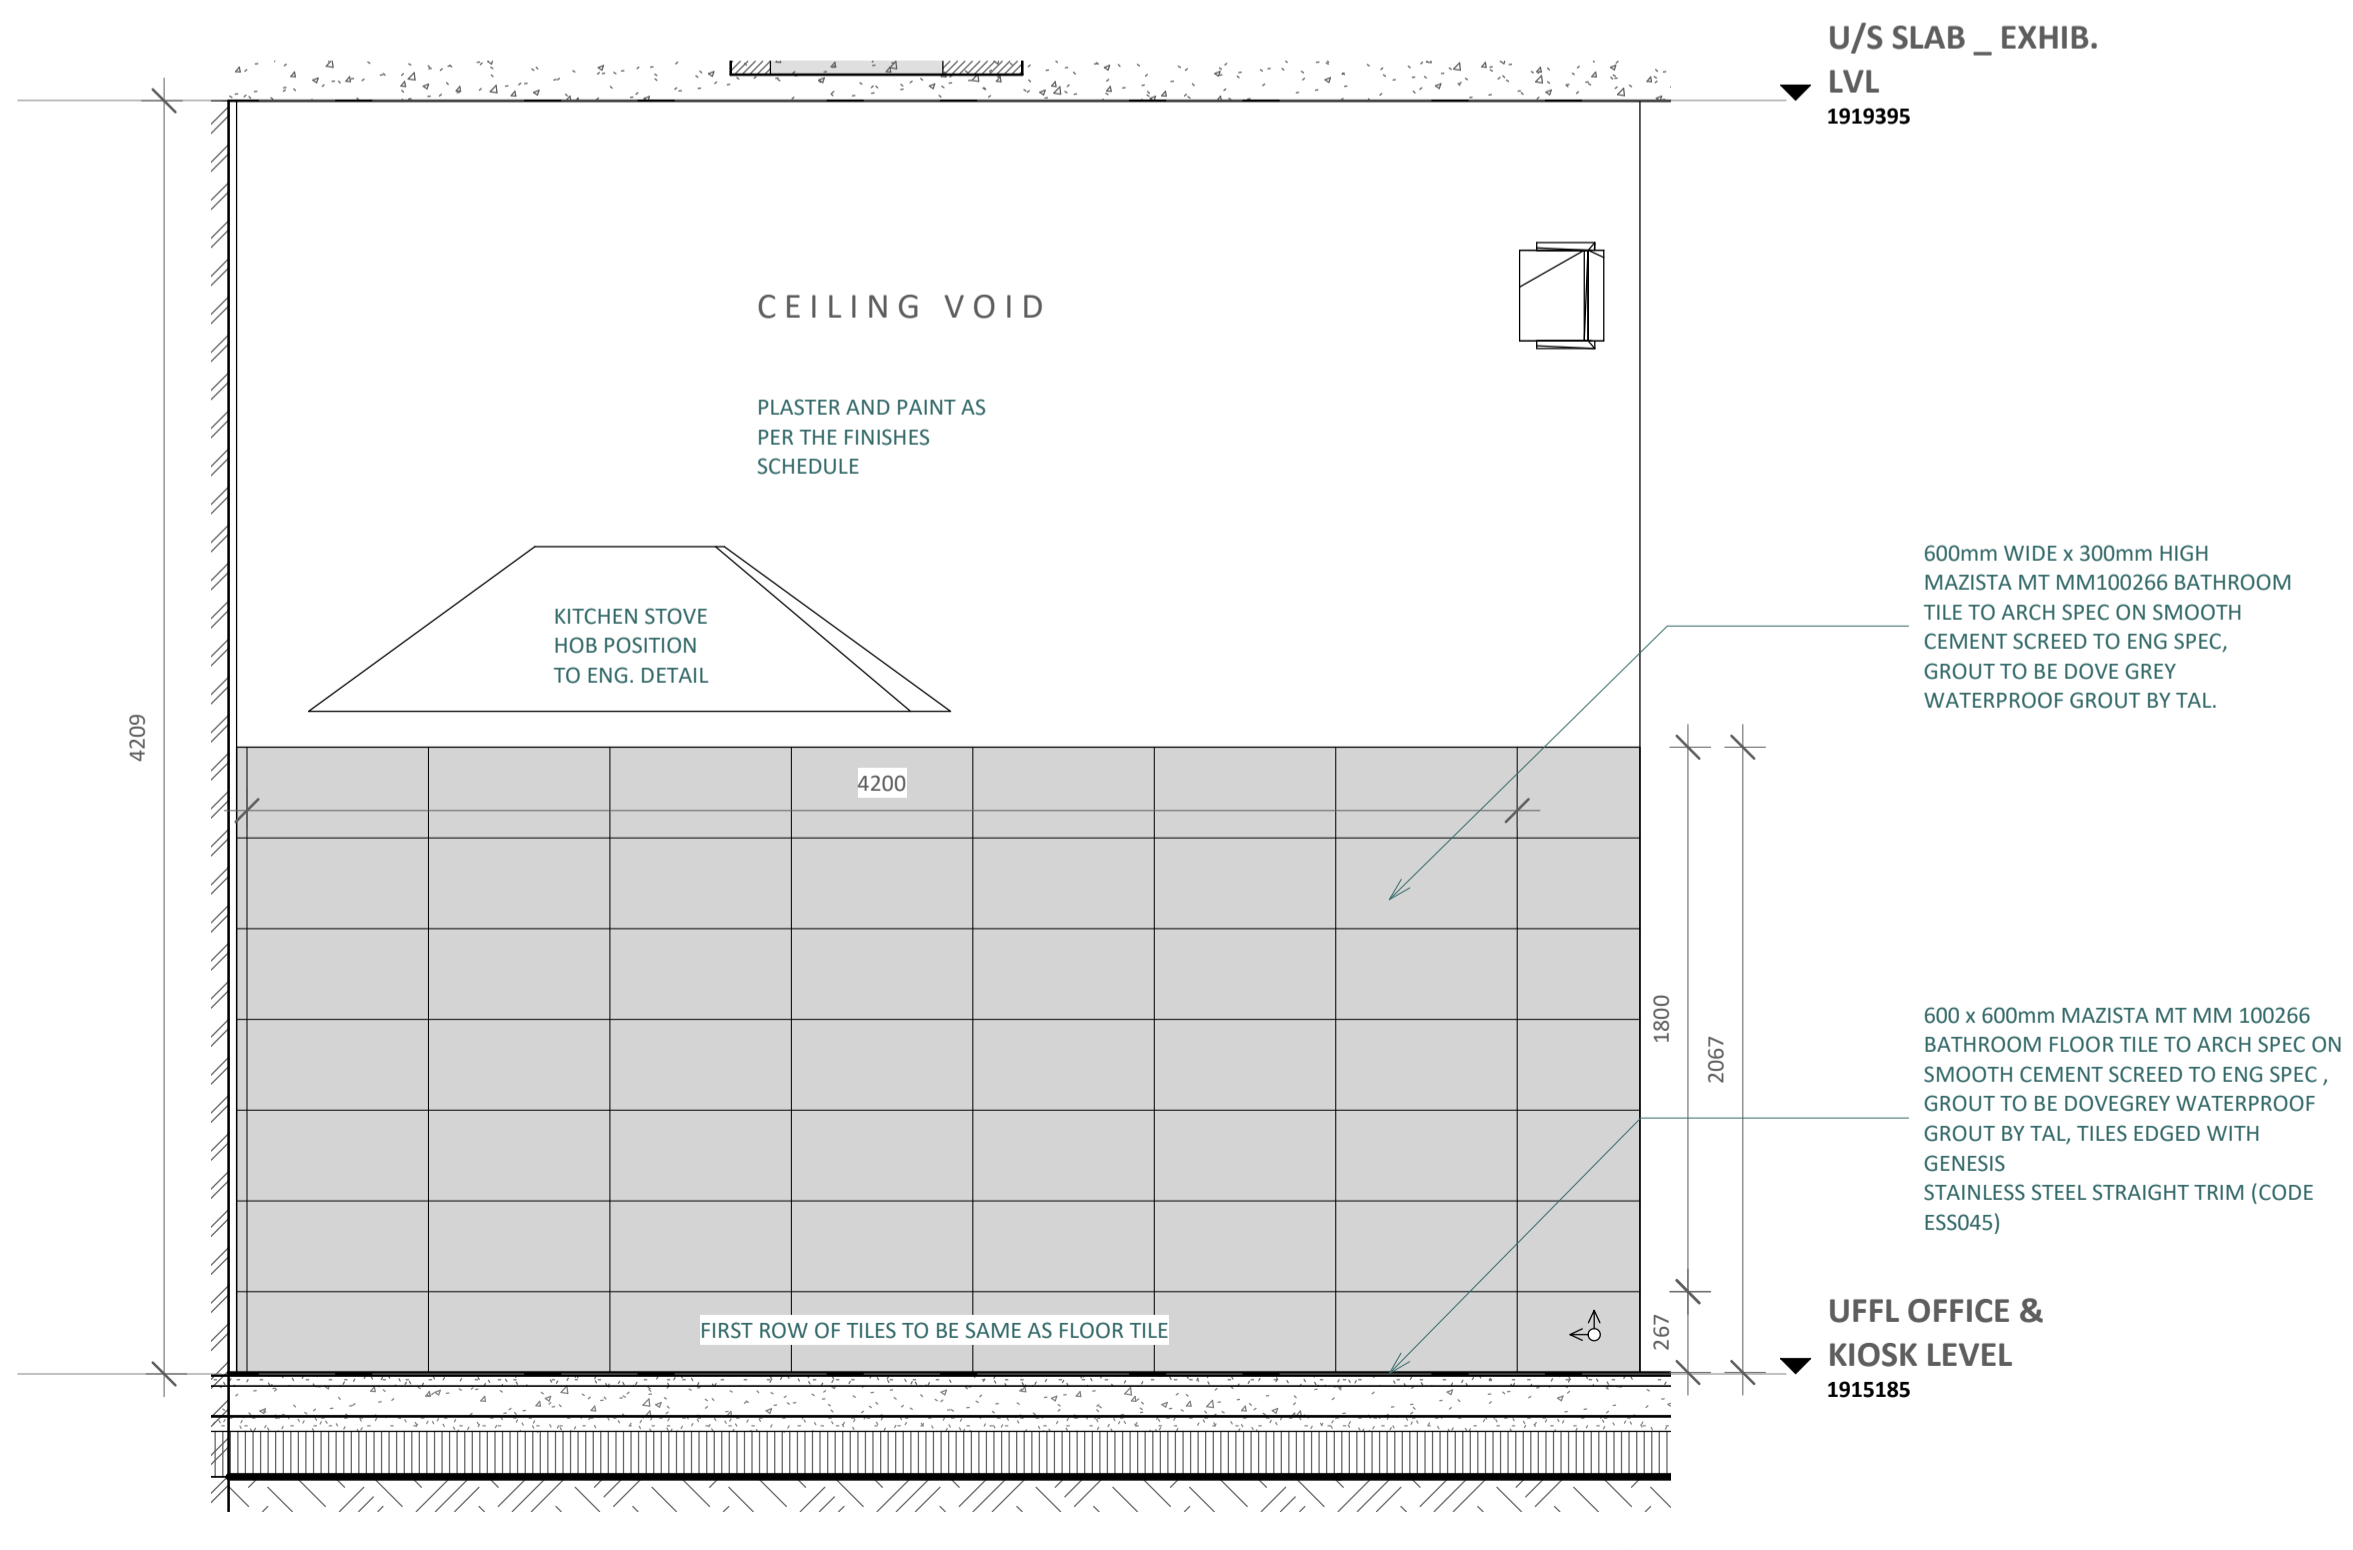 U/S SLAB _ EXHIB.
LVL
1919395
CEILING VOID
PLASTER AND PAINT AS
PER THE FINISHES
SCHEDULE
KITCHEN STOVE
HOB POSITION
TO ENG. DETAIL
600mm WIDE x 300mm HIGH
MAZISTA MT MM100266 BATHROOM
TILE TO ARCH SPEC ON SMOOTH
CEMENT SCREED TO ENG SPEC,
GROUT TO BE DOVE GREY
WATERPROOF GROUT BY TAL.
4209
4200
1800
2067
600 x 600mm MAZISTA MT MM 100266
BATHROOM FLOOR TILE TO ARCH SPEC ON
SMOOTH CEMENT SCREED TO ENG SPEC ,
GROUT TO BE DOVEGREY WATERPROOF
GROUT BY TAL, TILES EDGED WITH
GENESIS
STAINLESS STEEL STRAIGHT TRIM (CODE
ESS045)
FIRST ROW OF TILES TO BE SAME AS FLOOR TILE
267
UFFL OFFICE &
KIOSK LEVEL
1915185